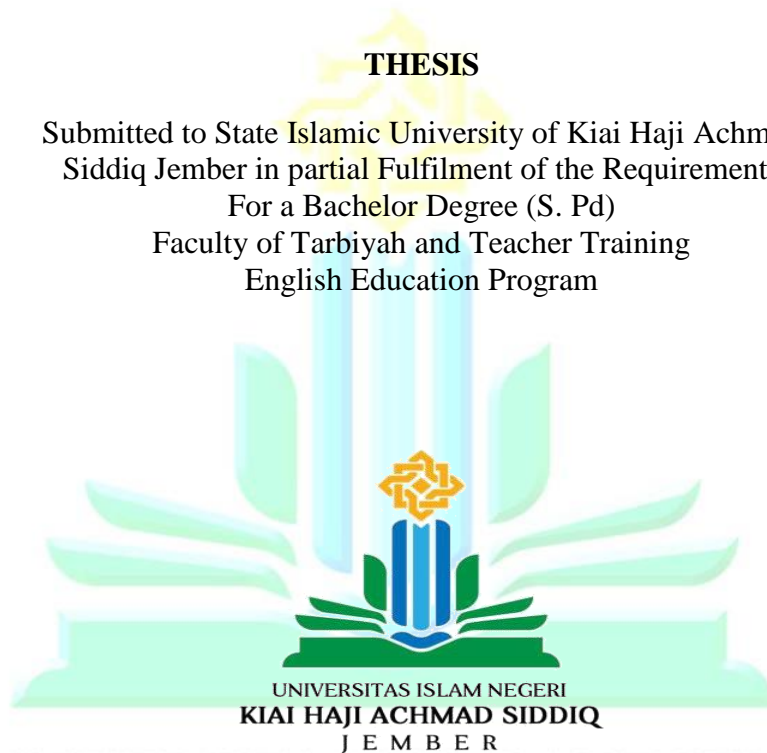 THESIS
Submitted to State Islamic University of Kiai Haji Achm
Siddiq Jember in partial Fulfilment of the Requirement
For a Bachelor Degree (S. Pd)
Faculty of Tarbiyah and Teacher Training
English Education Program
UNIVERSITAS ISLAM NEGERI
KIAI HAJI ACHMAD SIDDIQ
JEMBER